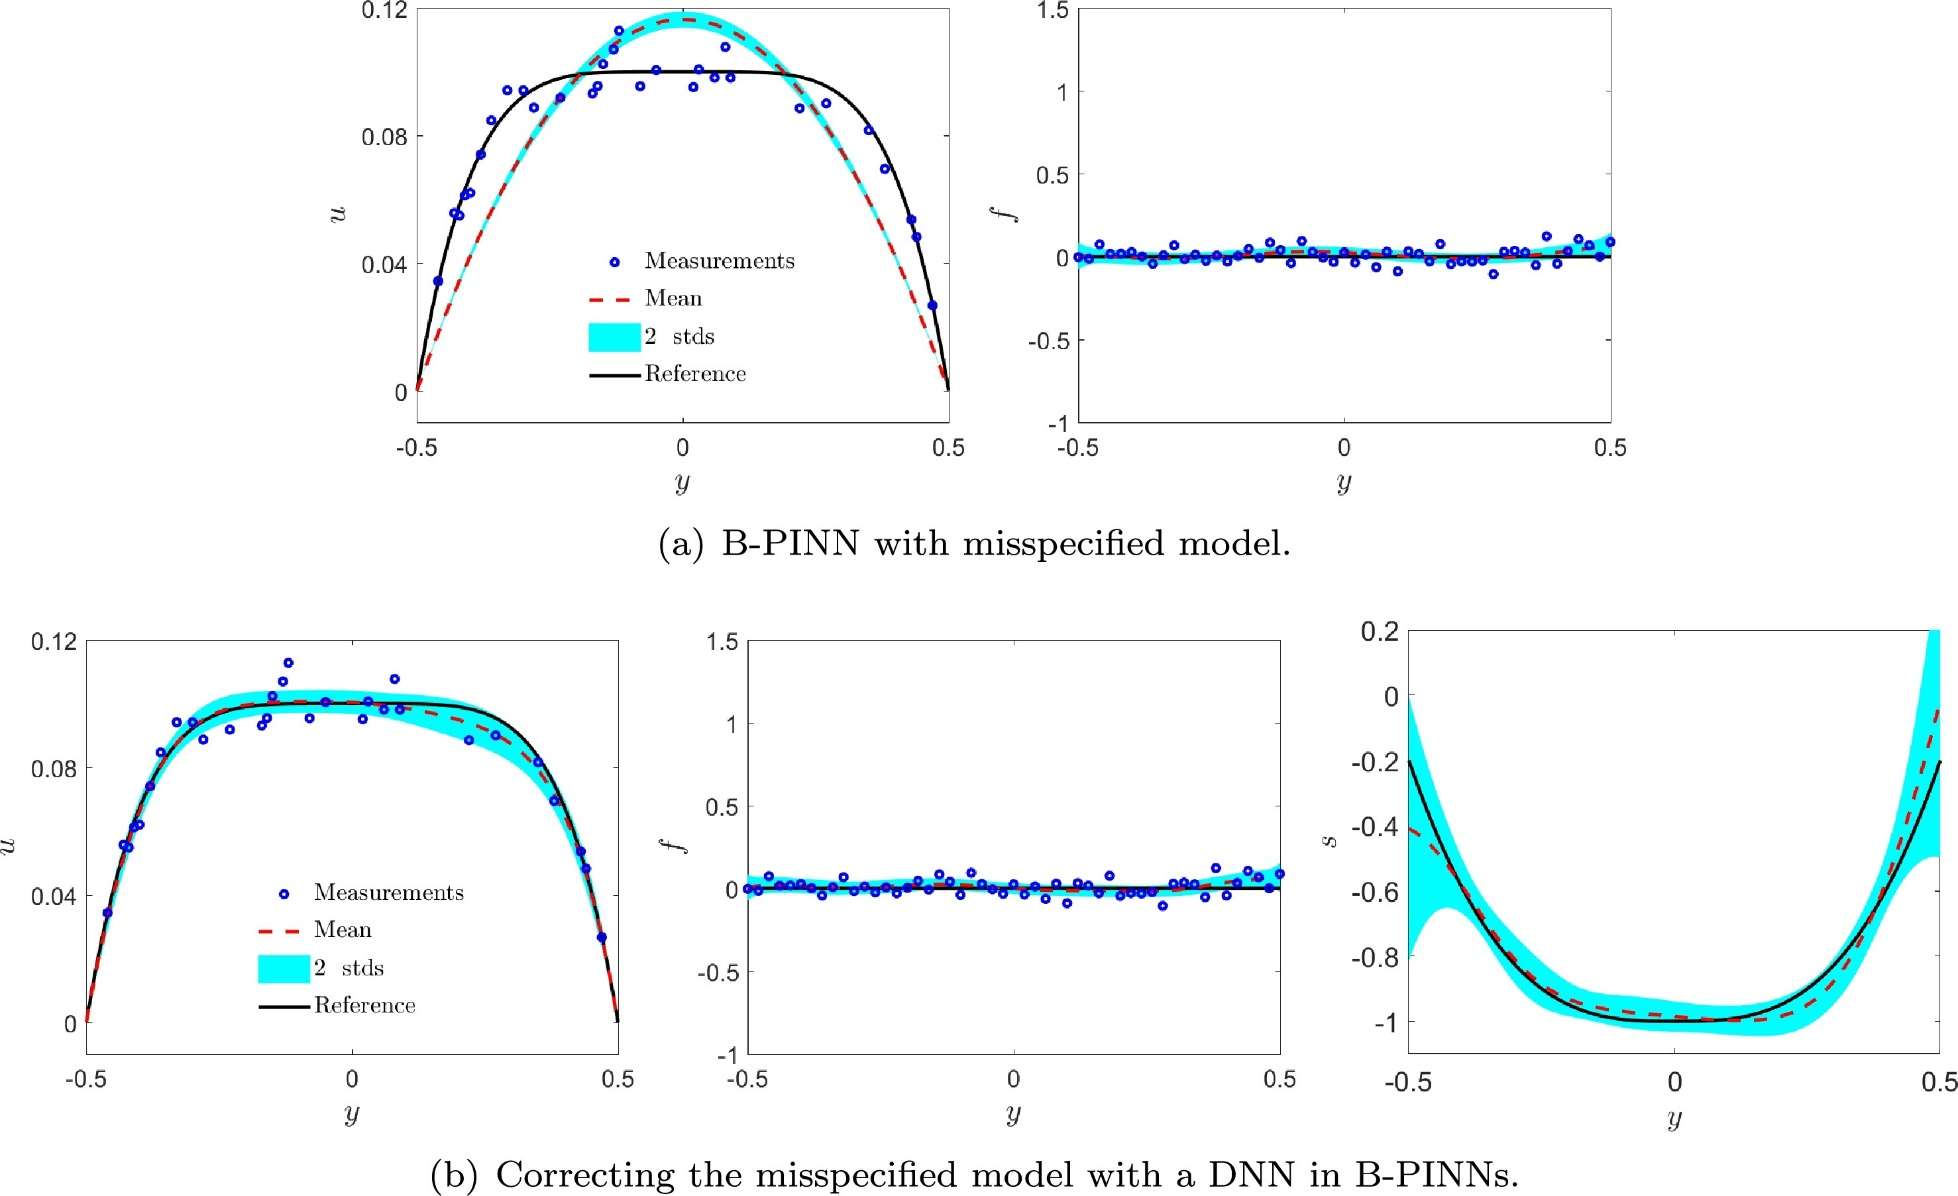 0.12
0.08
0.04
0
u
Measurements
Mean
2 stds
Reference
-0.5
0
0.5
y
1.5
1
0.5
0
-0.5
-1
f
-0.5
0
0.5
y
(a) B-PINN with misspecified model.
0.12
0.08
0.04
0
u
Measurements
Mean
2 stds
Reference
-0.5
0
0.5
y
1.5
1
0.5
0
-0.5
-1
f
-0.5
0
0.5
y
0.2
0
-0.2
-0.4
-0.6
-0.8
-1
s
-0.5
0
0.5
y
(b) Correcting the misspecified model with a DNN in B-PINNs.